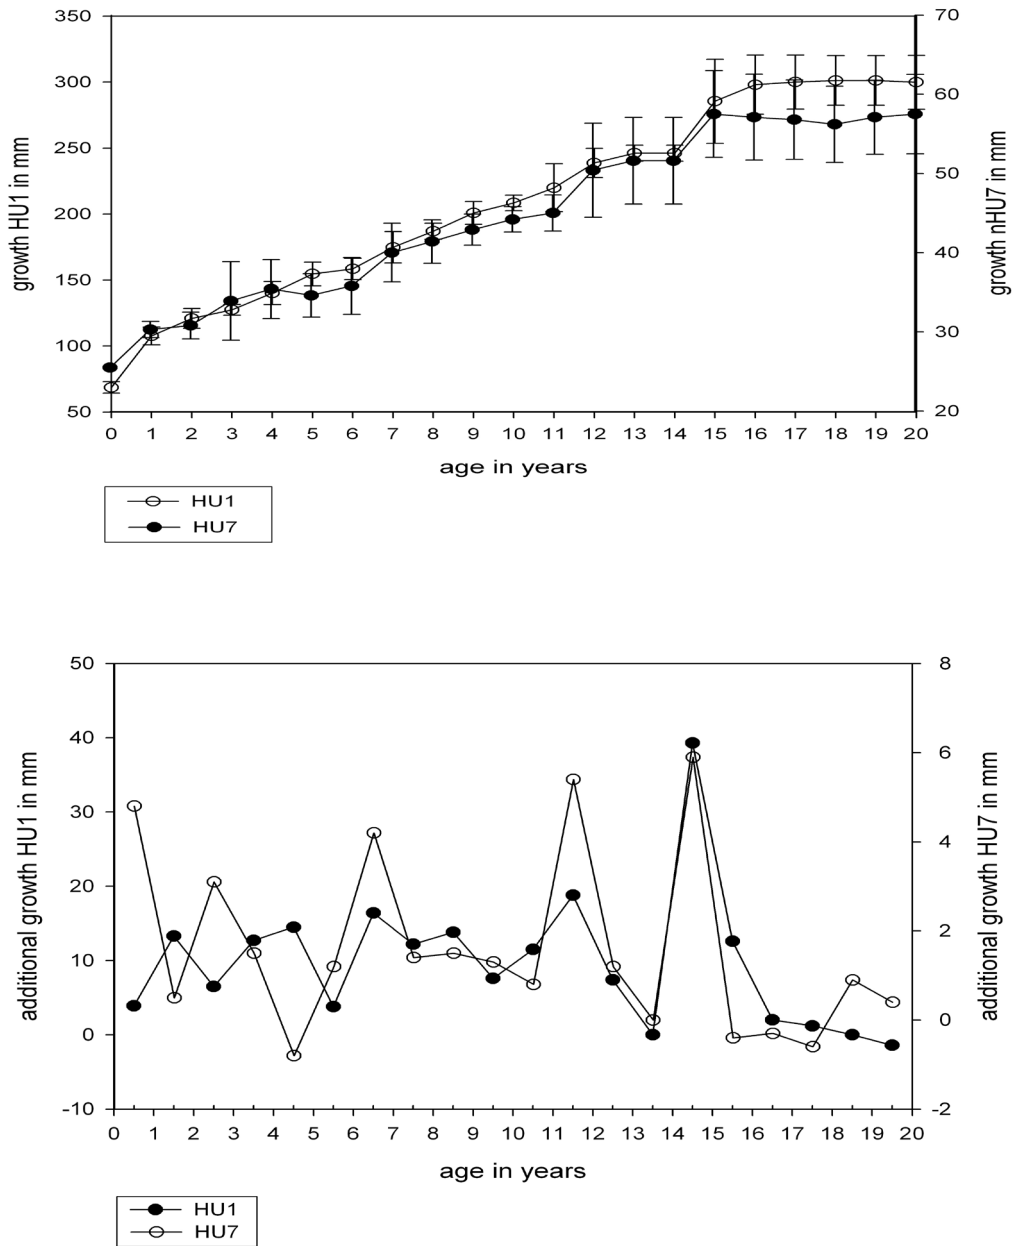 350
300
250
200
150
100
50
growth HU1 in mm
70
60
50
40
30
20
growth nHU7 in mm
0 1 2 3 4 5 6 7 8 9 10 11 12 13 14 15 16 17 18 19 20
age in years
HU1
HU7
50
40
30
20
10
0
-10
additional growth HU1 in mm
8
6
4
2
0
-2
additional growth HU7 in mm
0 1 2 3 4 5 6 7 8 9 10 11 12 13 14 15 16 17 18 19 20
age in years
HU1
HU7